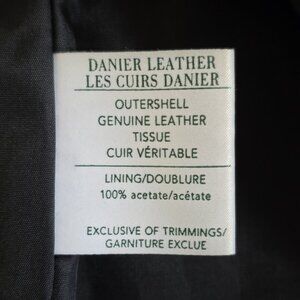 DANIER LEATHER
LES CUIRS DANIER
OUTERSHELL
GENUINE LEATHER
TISSUE
CUIR VÉRITABLE
LINING/DOUBLURE
100% acetate/acétate
EXCLUSIVE OF TRIMMINGS/
GARNITURE EXCLUE